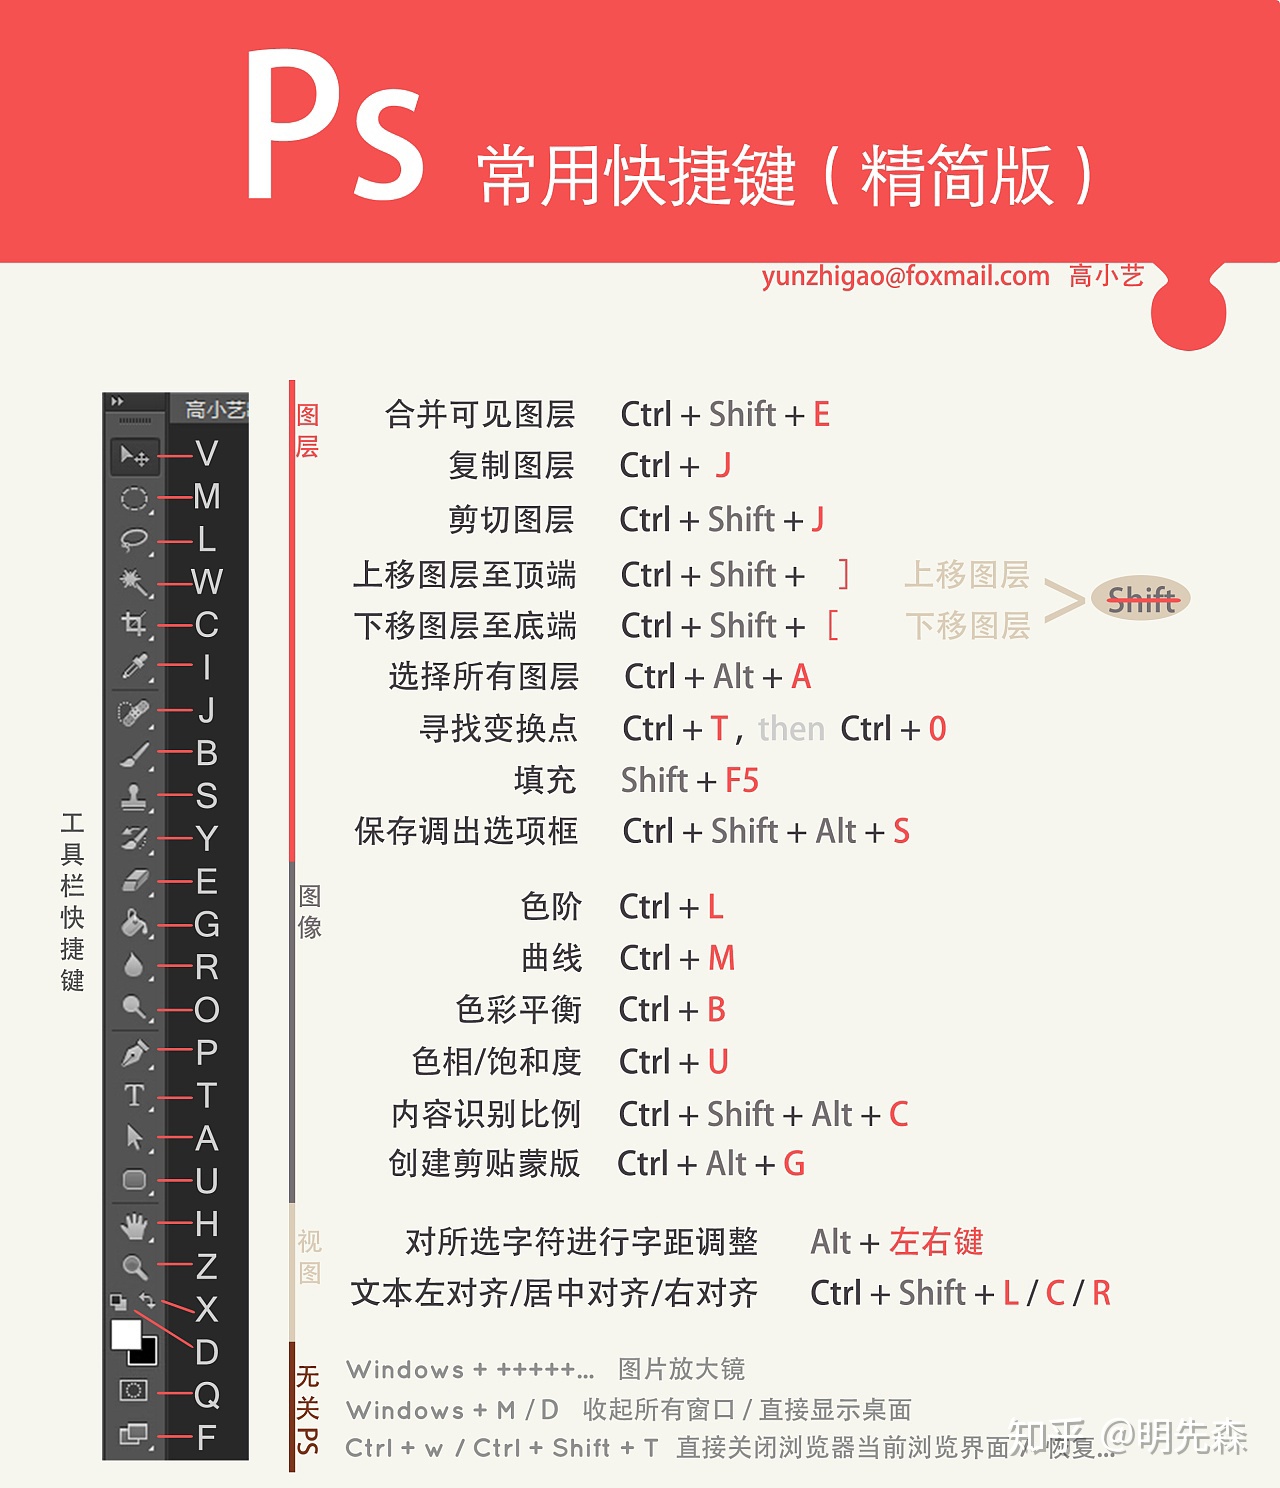 Ps 常用快捷键（精简版）
yunzhigao@foxmail.com 高小艺
工具栏快捷键
高小艺
V
M
L
W
C
I
J
B
S
Y
E
G
R
O
P
T
A
U
H
Z
X
D
Q
F
图层
合并可见图层 Ctrl + Shift + E
复制图层 Ctrl + J
剪切图层 Ctrl + Shift + J
上移图层至顶端 Ctrl + Shift + ] 上移图层
下移图层至底端 Ctrl + Shift + [ 下移图层
> Shift
选择所有图层 Ctrl + Alt + A
寻找变换点 Ctrl + T, then Ctrl + 0
填充 Shift + F5
保存调出选项框 Ctrl + Shift + Alt + S
图像
色阶 Ctrl + L
曲线 Ctrl + M
色彩平衡 Ctrl + B
色相/饱和度 Ctrl + U
内容识别比例 Ctrl + Shift + Alt + C
创建剪贴蒙版 Ctrl + Alt + G
视图
对所选字符进行字距调整 Alt + 左右键
文本左对齐/居中对齐/右对齐 Ctrl + Shift + L / C / R
无关PS
Windows + +++++... 图片放大镜
Windows + M / D 收起所有窗口 / 直接显示桌面
Ctrl + w / Ctrl + Shift + T 直接关闭浏览器当前浏览界面 / 恢复...
知乎 @明先森